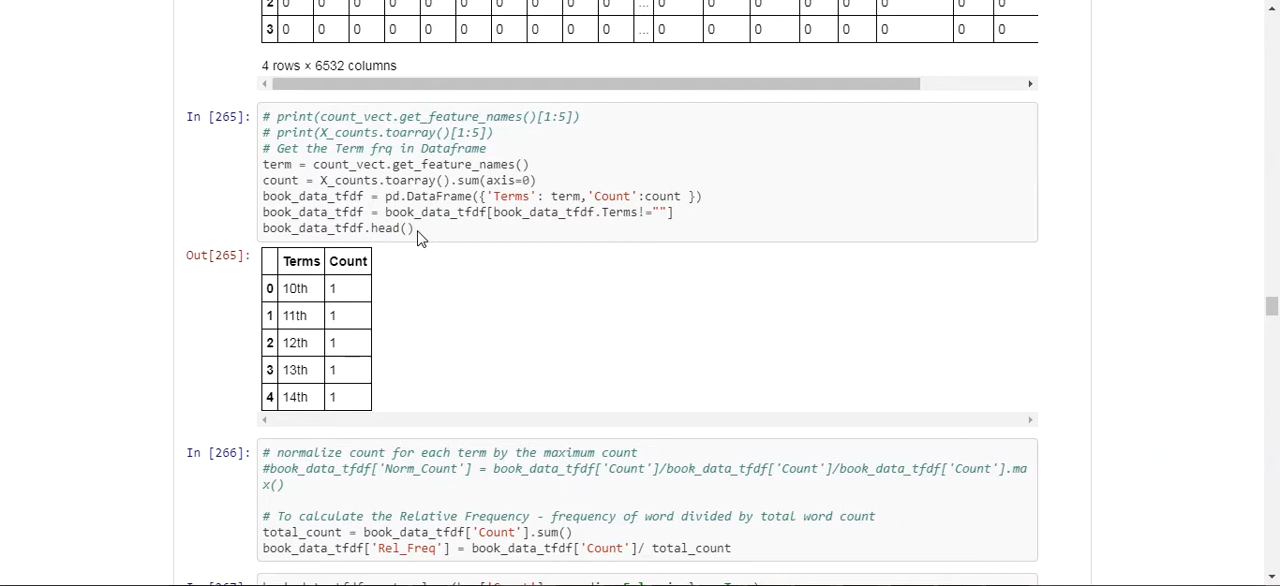 2 0 0 0 0 0 0 0 0 0 0 ... 0 0 0 0 0 0 0 0
3 0 0 0 0 0 0 0 0 0 0 ... 0 0 0 0 0 0 0 0
4 rows × 6532 columns
In [265]:
# print(count_vect.get_feature_names()[1:5])
# print(X_counts.toarray()[1:5])
# Get the Term frq in Dataframe
term = count_vect.get_feature_names()
count = X_counts.toarray().sum(axis=0)
book_data_tfdf = pd.DataFrame({'Terms': term,'Count':count })
book_data_tfdf = book_data_tfdf[book_data_tfdf.Terms!=""]
book_data_tfdf.head()
Out[265]:
Terms Count
0 10th 1
1 11th 1
2 12th 1
3 13th 1
4 14th 1
In [266]:
# normalize count for each term by the maximum count
#book_data_tfdf['Norm_Count'] = book_data_tfdf['Count']/book_data_tfdf['Count']/book_data_tfdf['Count'].ma
x()
# To calculate the Relative Frequency - frequency of word divided by total word count
total_count = book_data_tfdf['Count'].sum()
book_data_tfdf['Rel_Freq'] = book_data_tfdf['Count']/ total_count